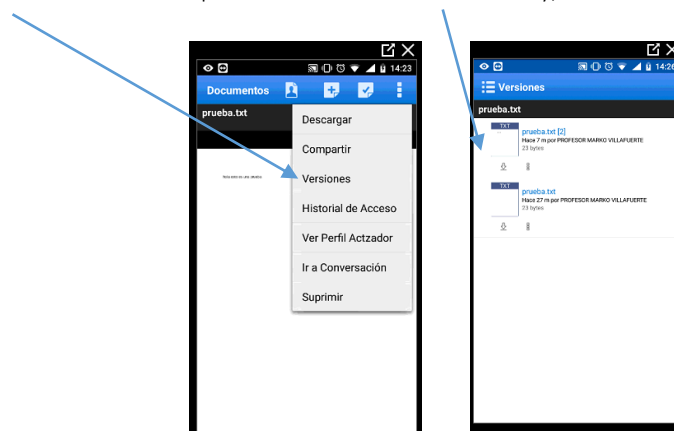 14:23
Documentos
prueba.txt
Descargar
Compartir
Versiones
Historial de Acceso
Ver Perfil Actzador
Ir a Conversación
Suprimir
14:26
Versiones
prueba.txt
TXT
prueba.txt [2]
Hace 7 m por PROFESOR MARKO VILLAFUERTE
23 bytes
TXT
prueba.txt
Hace 27 m por PROFESOR MARKO VILLAFUERTE
23 bytes